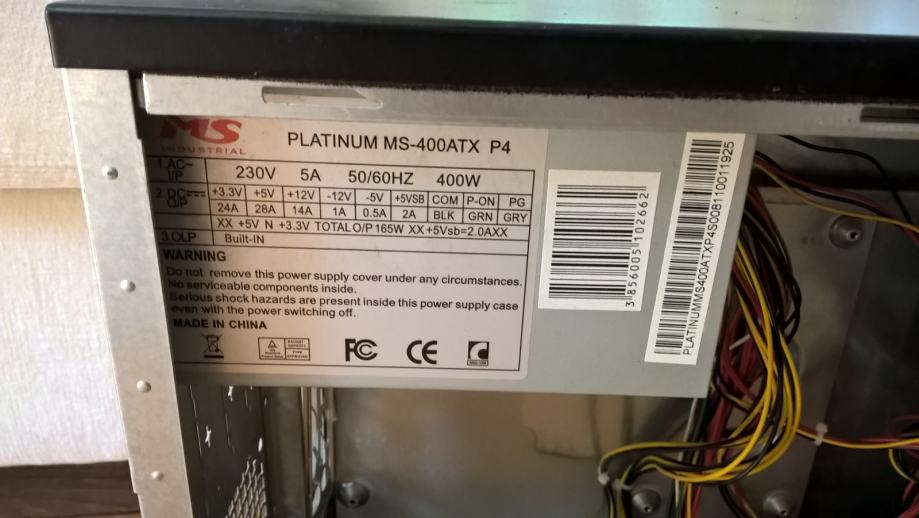 MS
INDUSTRIAL
PLATINUM MS-400ATX P4
1.AC~ I/P 230V 5A 50/60HZ 400W
2.DC O/P +3.3V +5V +12V -12V -5V +5VSB COM P-ON PG
24A 28A 14A 1A 0.5A 2A BLK GRN GRY
XX +5V N +3.3V TOTAL O/P 165W XX +5Vsb=2.0AXX
3.OLP Built-IN
WARNING
Do not remove this power supply cover under any circumstances.
No serviceable components inside.
Serious shock hazards are present inside this power supply case
even with the power switching off.
MADE IN CHINA
FC CE
3 856005 102662
PLATINUMMS400ATXP4S008110011925